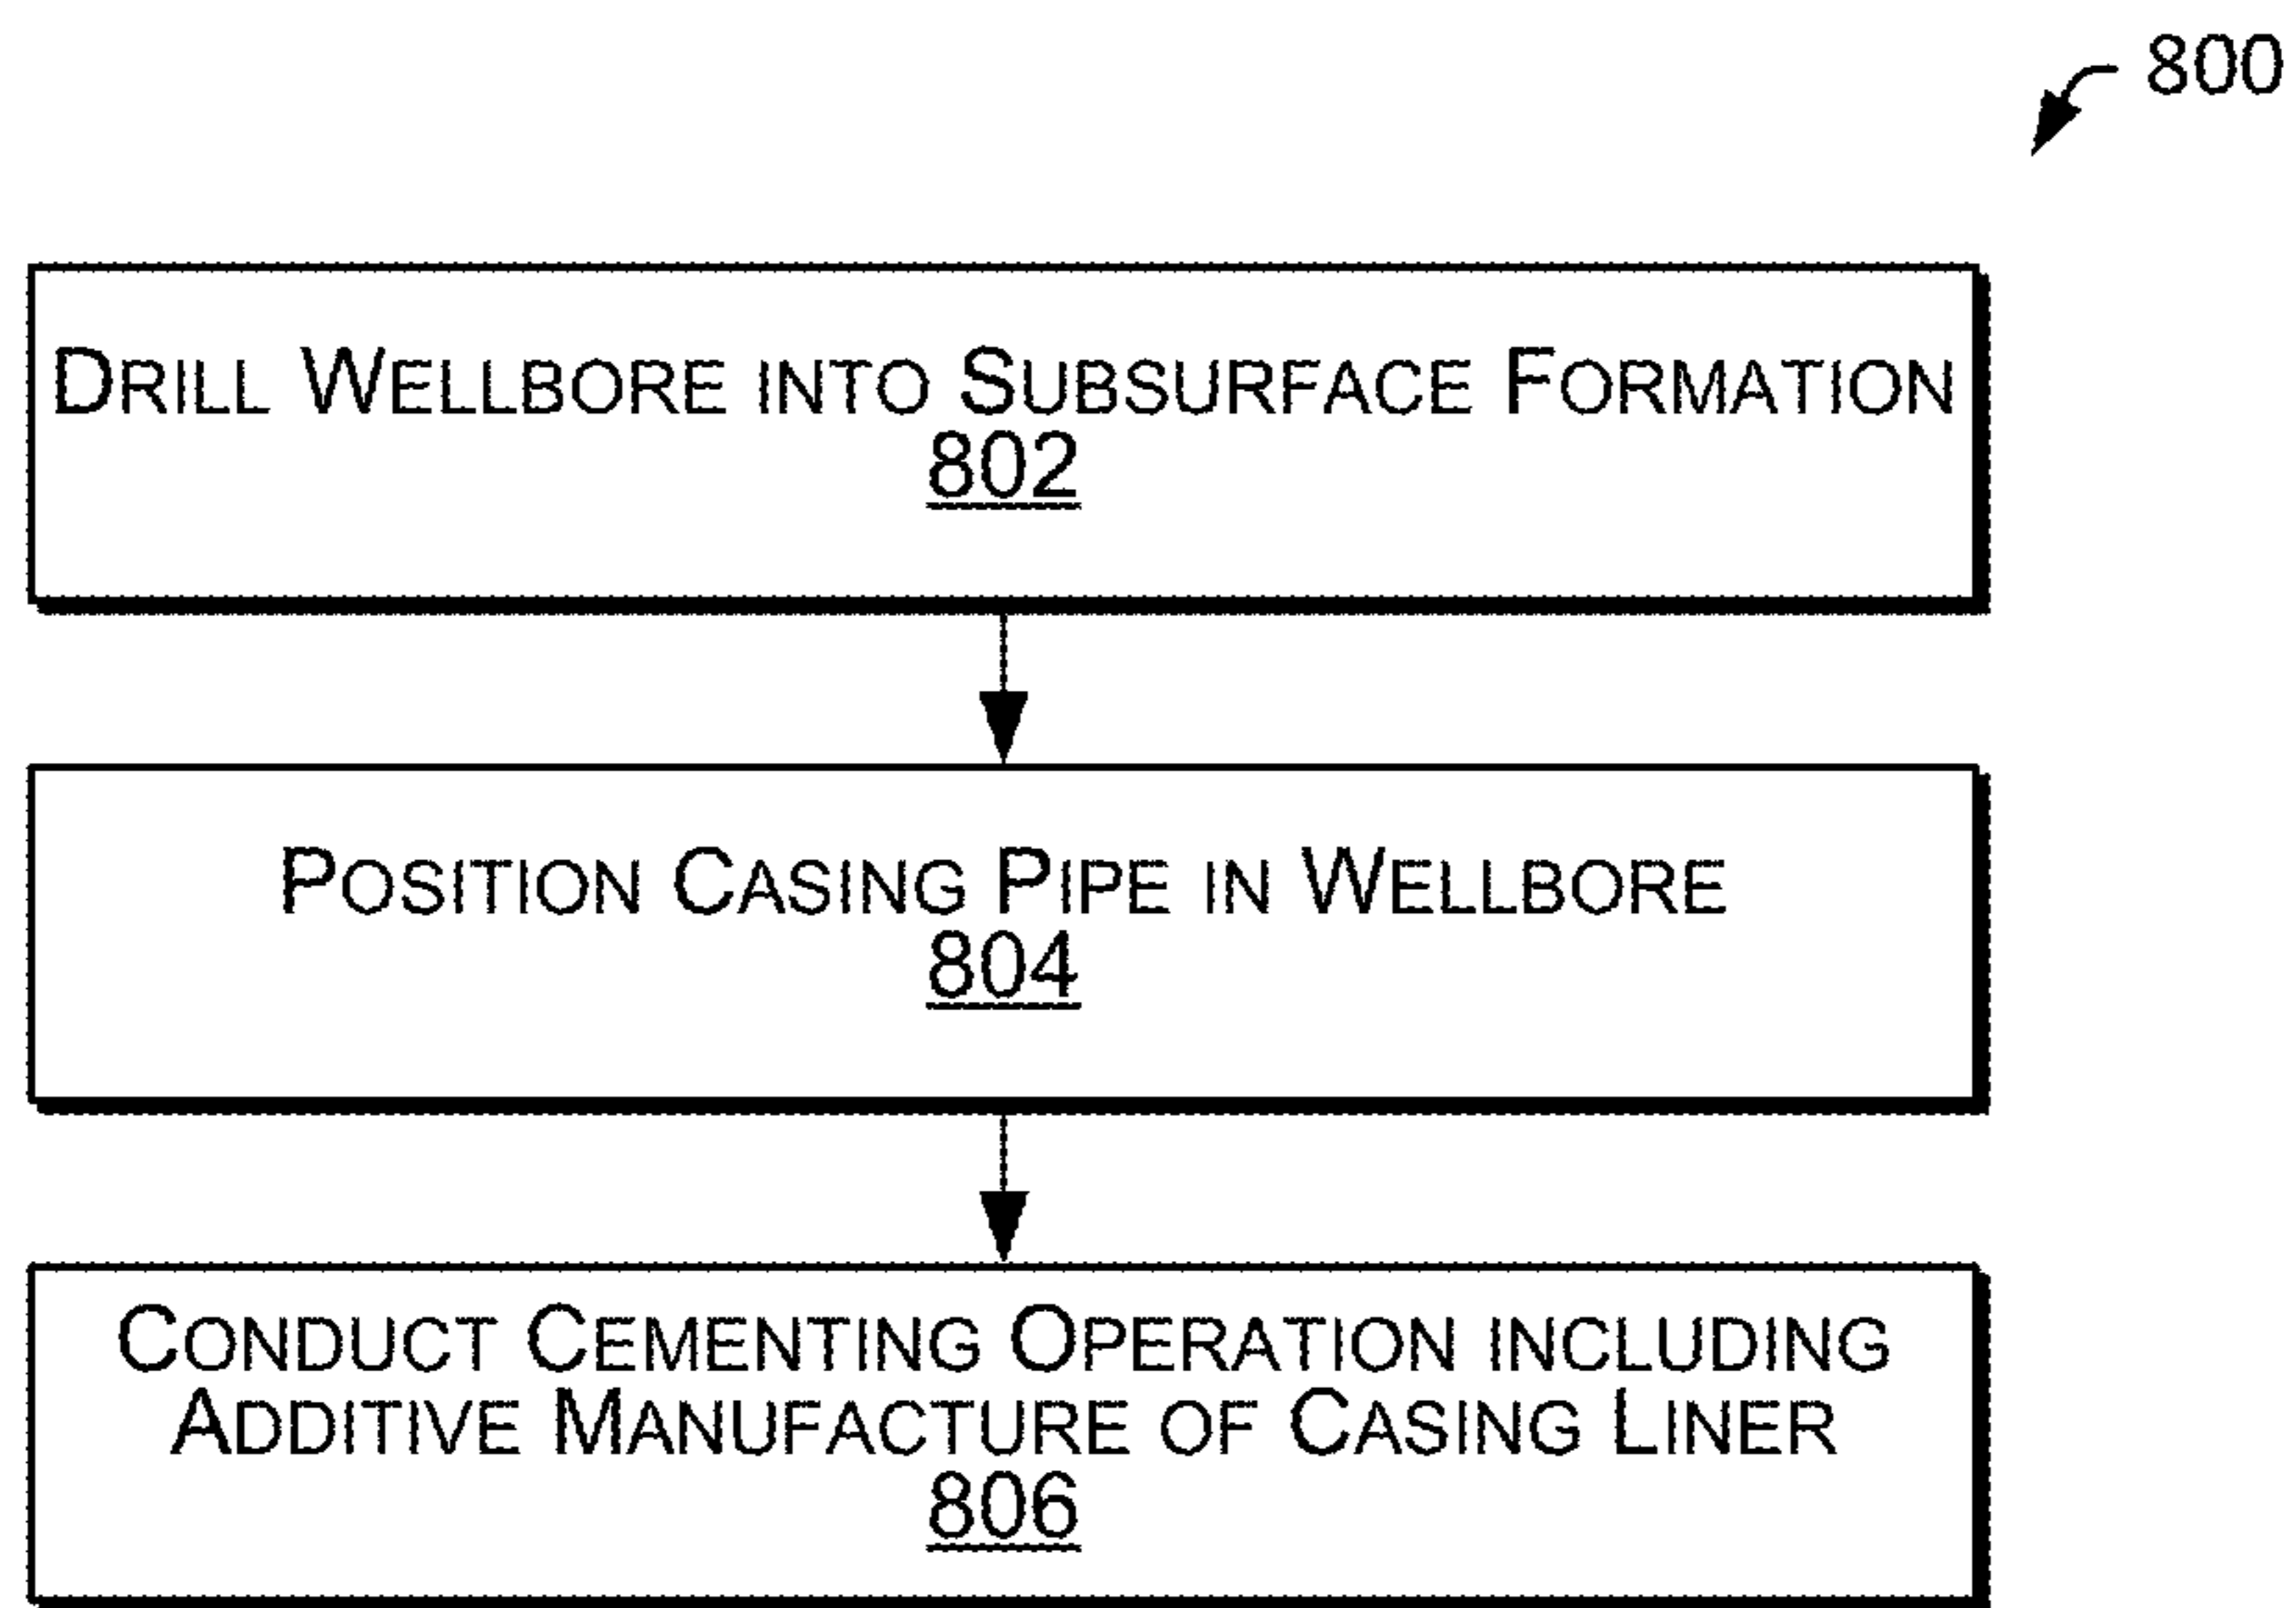 800
DRILL WELLBORE INTO SUBSURFACE FORMATION
802
POSITION CASING PIPE IN WELLBORE
804
CONDUCT CEMENTING OPERATION INCLUDING
ADDITIVE MANUFACTURE OF CASING LINER
806